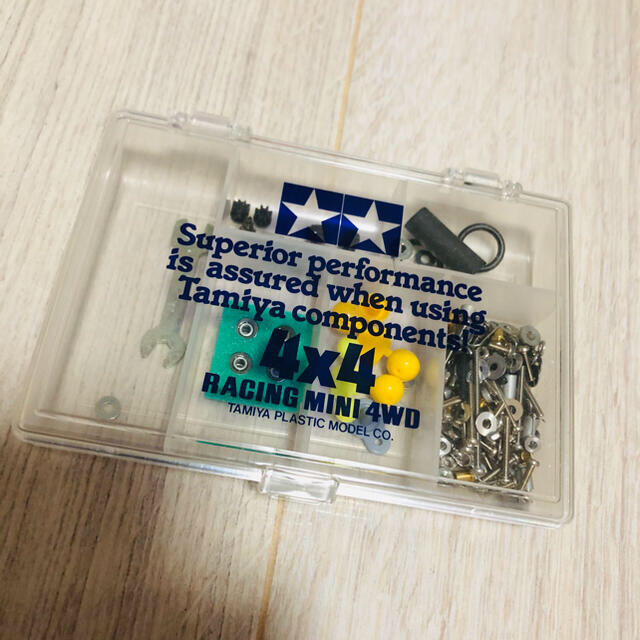 Superior performance
is assured when using
Tamiya components!
4x4
RACING MINI 4WD
TAMIYA PLASTIC MODEL CO.